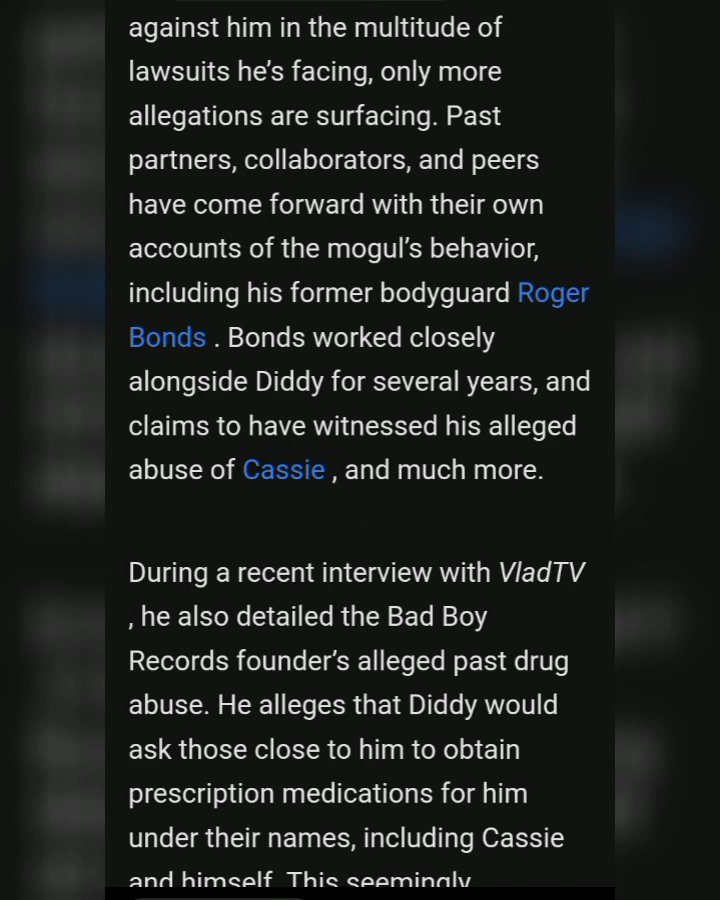 against him in the multitude of
lawsuits he’s facing, only more
allegations are surfacing. Past
partners, collaborators, and peers
have come forward with their own
accounts of the mogul’s behavior,
including his former bodyguard Roger
Bonds . Bonds worked closely
alongside Diddy for several years, and
claims to have witnessed his alleged
abuse of Cassie , and much more.
During a recent interview with VladTV
, he also detailed the Bad Boy
Records founder’s alleged past drug
abuse. He alleges that Diddy would
ask those close to him to obtain
prescription medications for him
under their names, including Cassie
and himself. This seemingly